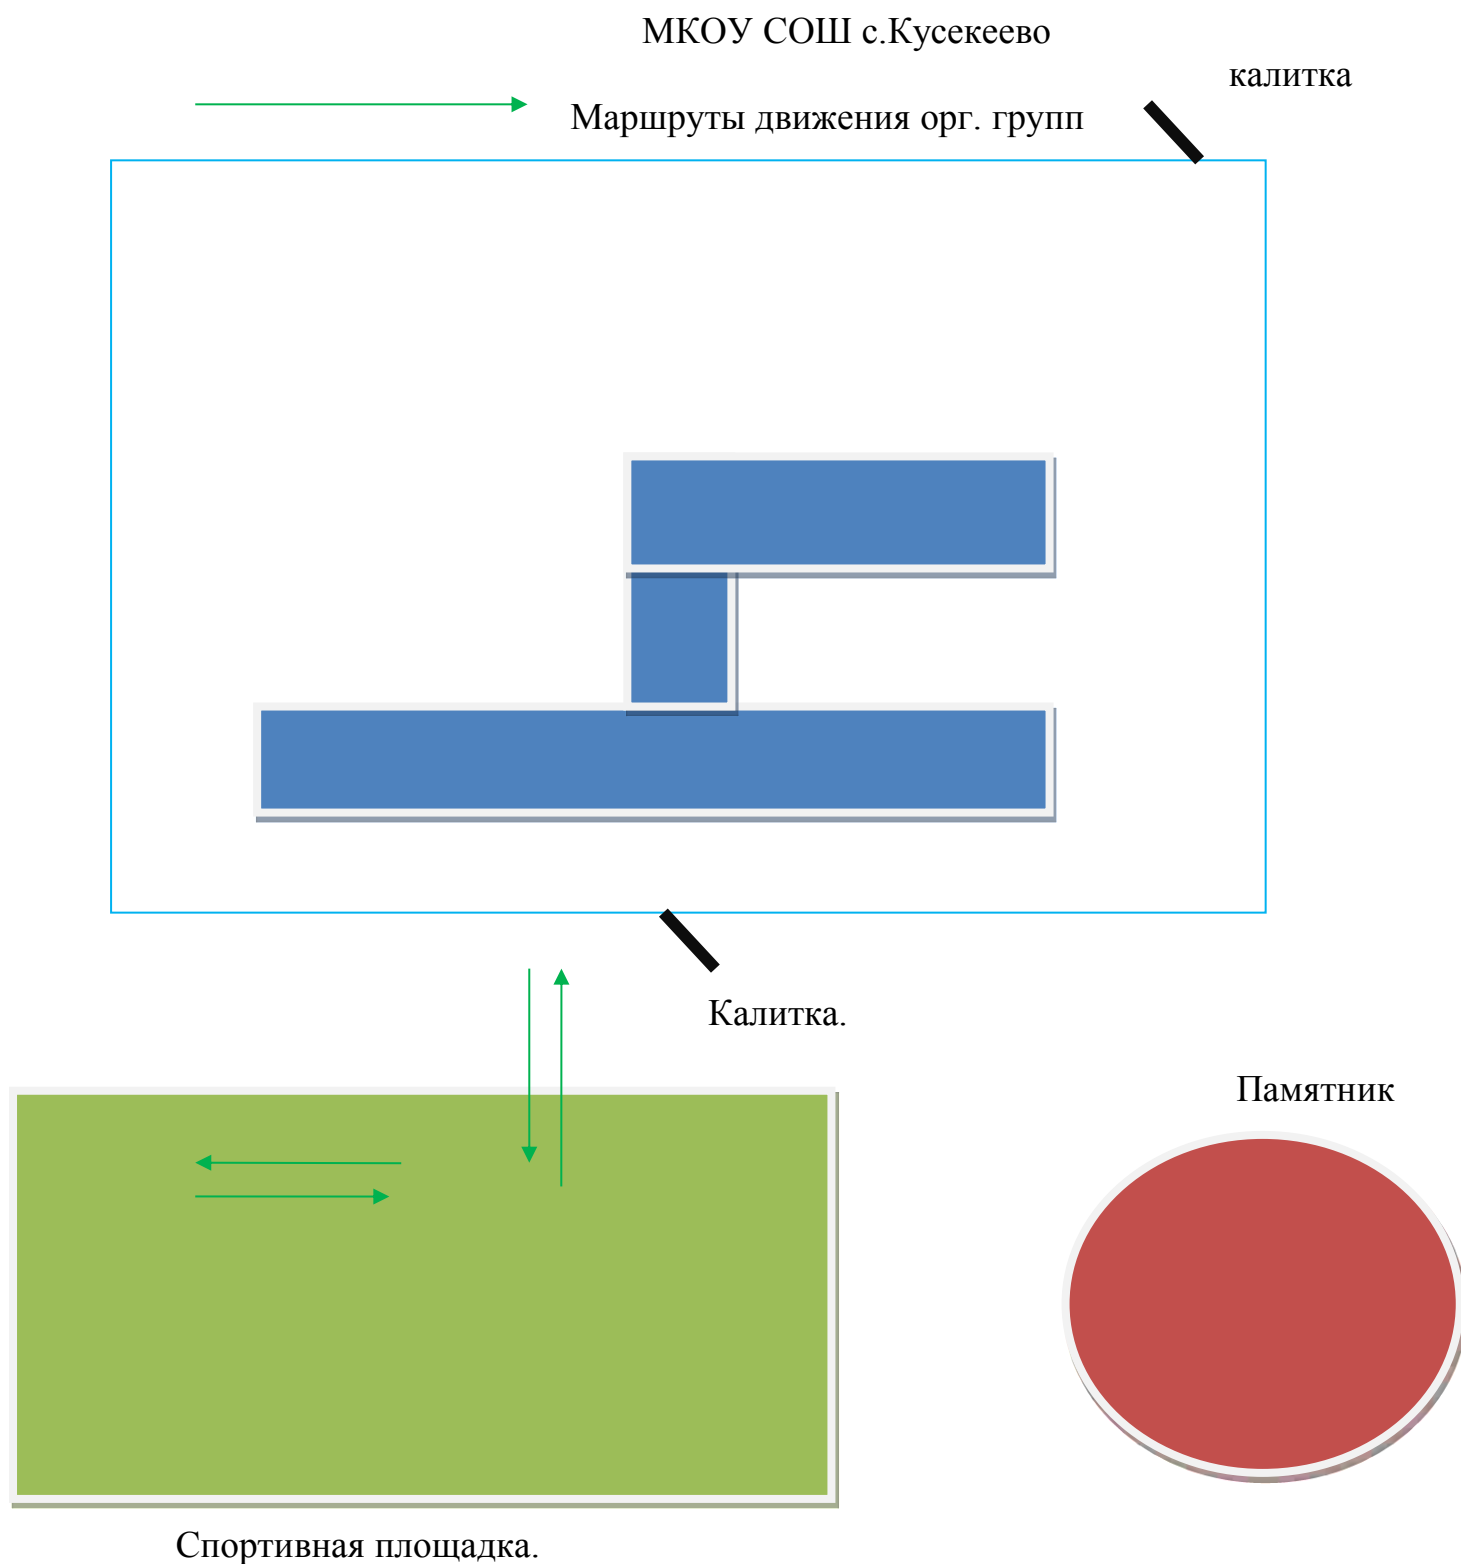 МКОУ СОШ с.Кусекеево
калитка
Маршруты движения орг. групп
Калитка.
Памятник
Спортивная площадка.